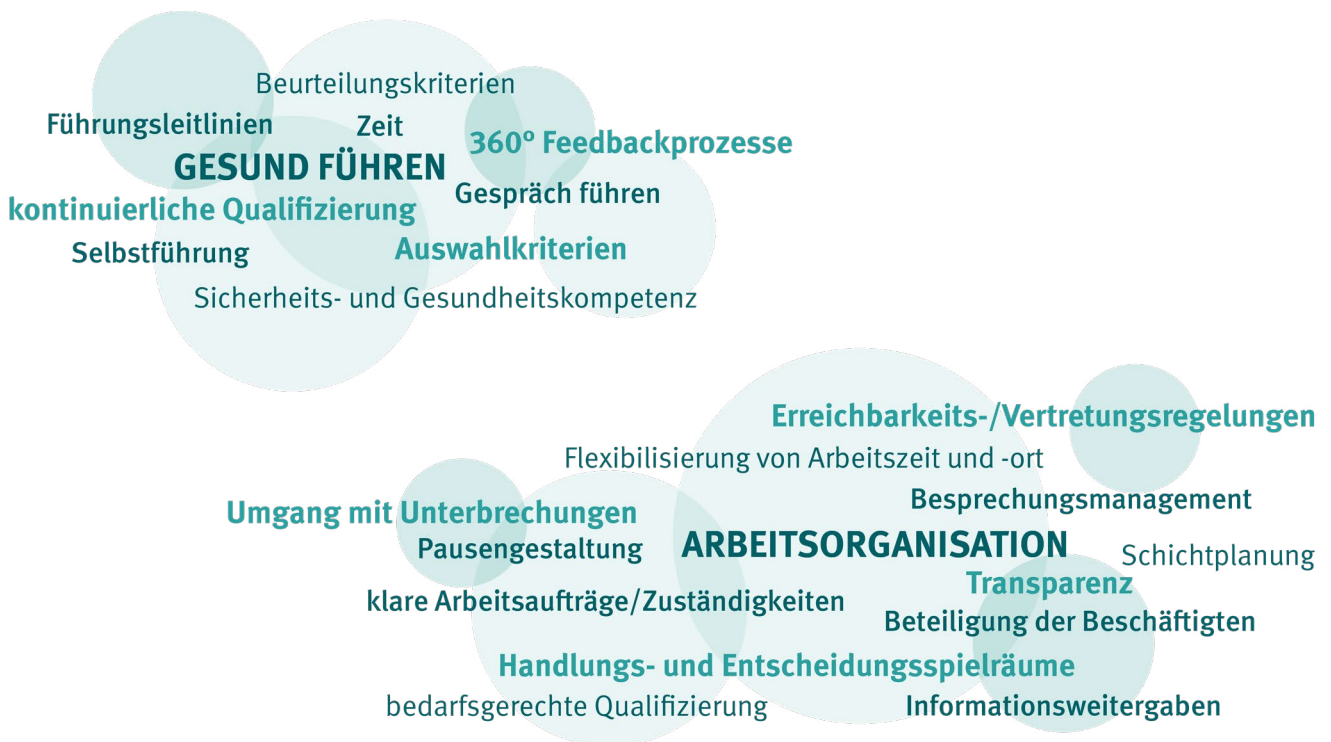 Beurteilungskriterien
Führungsleitlinien
Zeit
360° Feedbackprozesse
GESUND FÜHREN
Gespräch führen
kontinuierliche Qualifizierung
Selbstführung
Auswahlkriterien
Sicherheits- und Gesundheitskompetenz
Erreichbarkeits-/Vertretungsregelungen
Flexibilisierung von Arbeitszeit und -ort
Besprechungsmanagement
Umgang mit Unterbrechungen
Pausengestaltung
ARBEITSORGANISATION
Schichtplanung
Transparenz
klare Arbeitsaufträge/Zuständigkeiten
Beteiligung der Beschäftigten
Handlungs- und Entscheidungsspielräume
bedarfsgerechte Qualifizierung
Informationsweitergaben